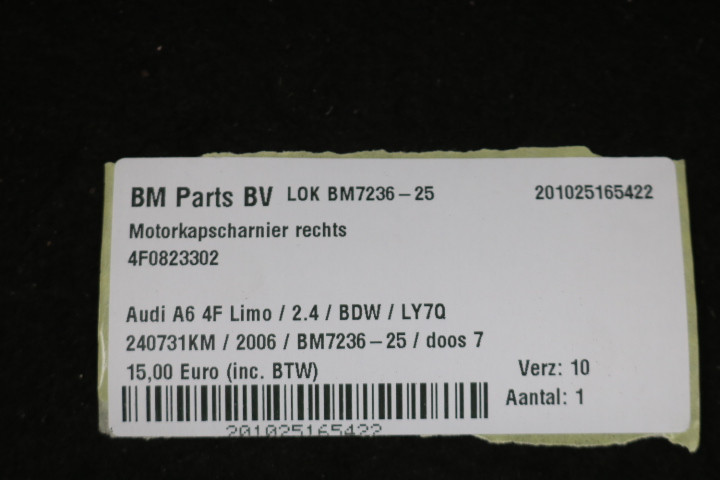 BM Parts BV LOK BM7236-25 201025165422
Motorkapscharnier rechts
4F0823302
Audi A6 4F Limo / 2.4 / BDW / LY7Q
240731KM / 2006 / BM7236-25 / doos 7
15,00 Euro (inc. BTW) Verz: 10
Aantal: 1
201025165422